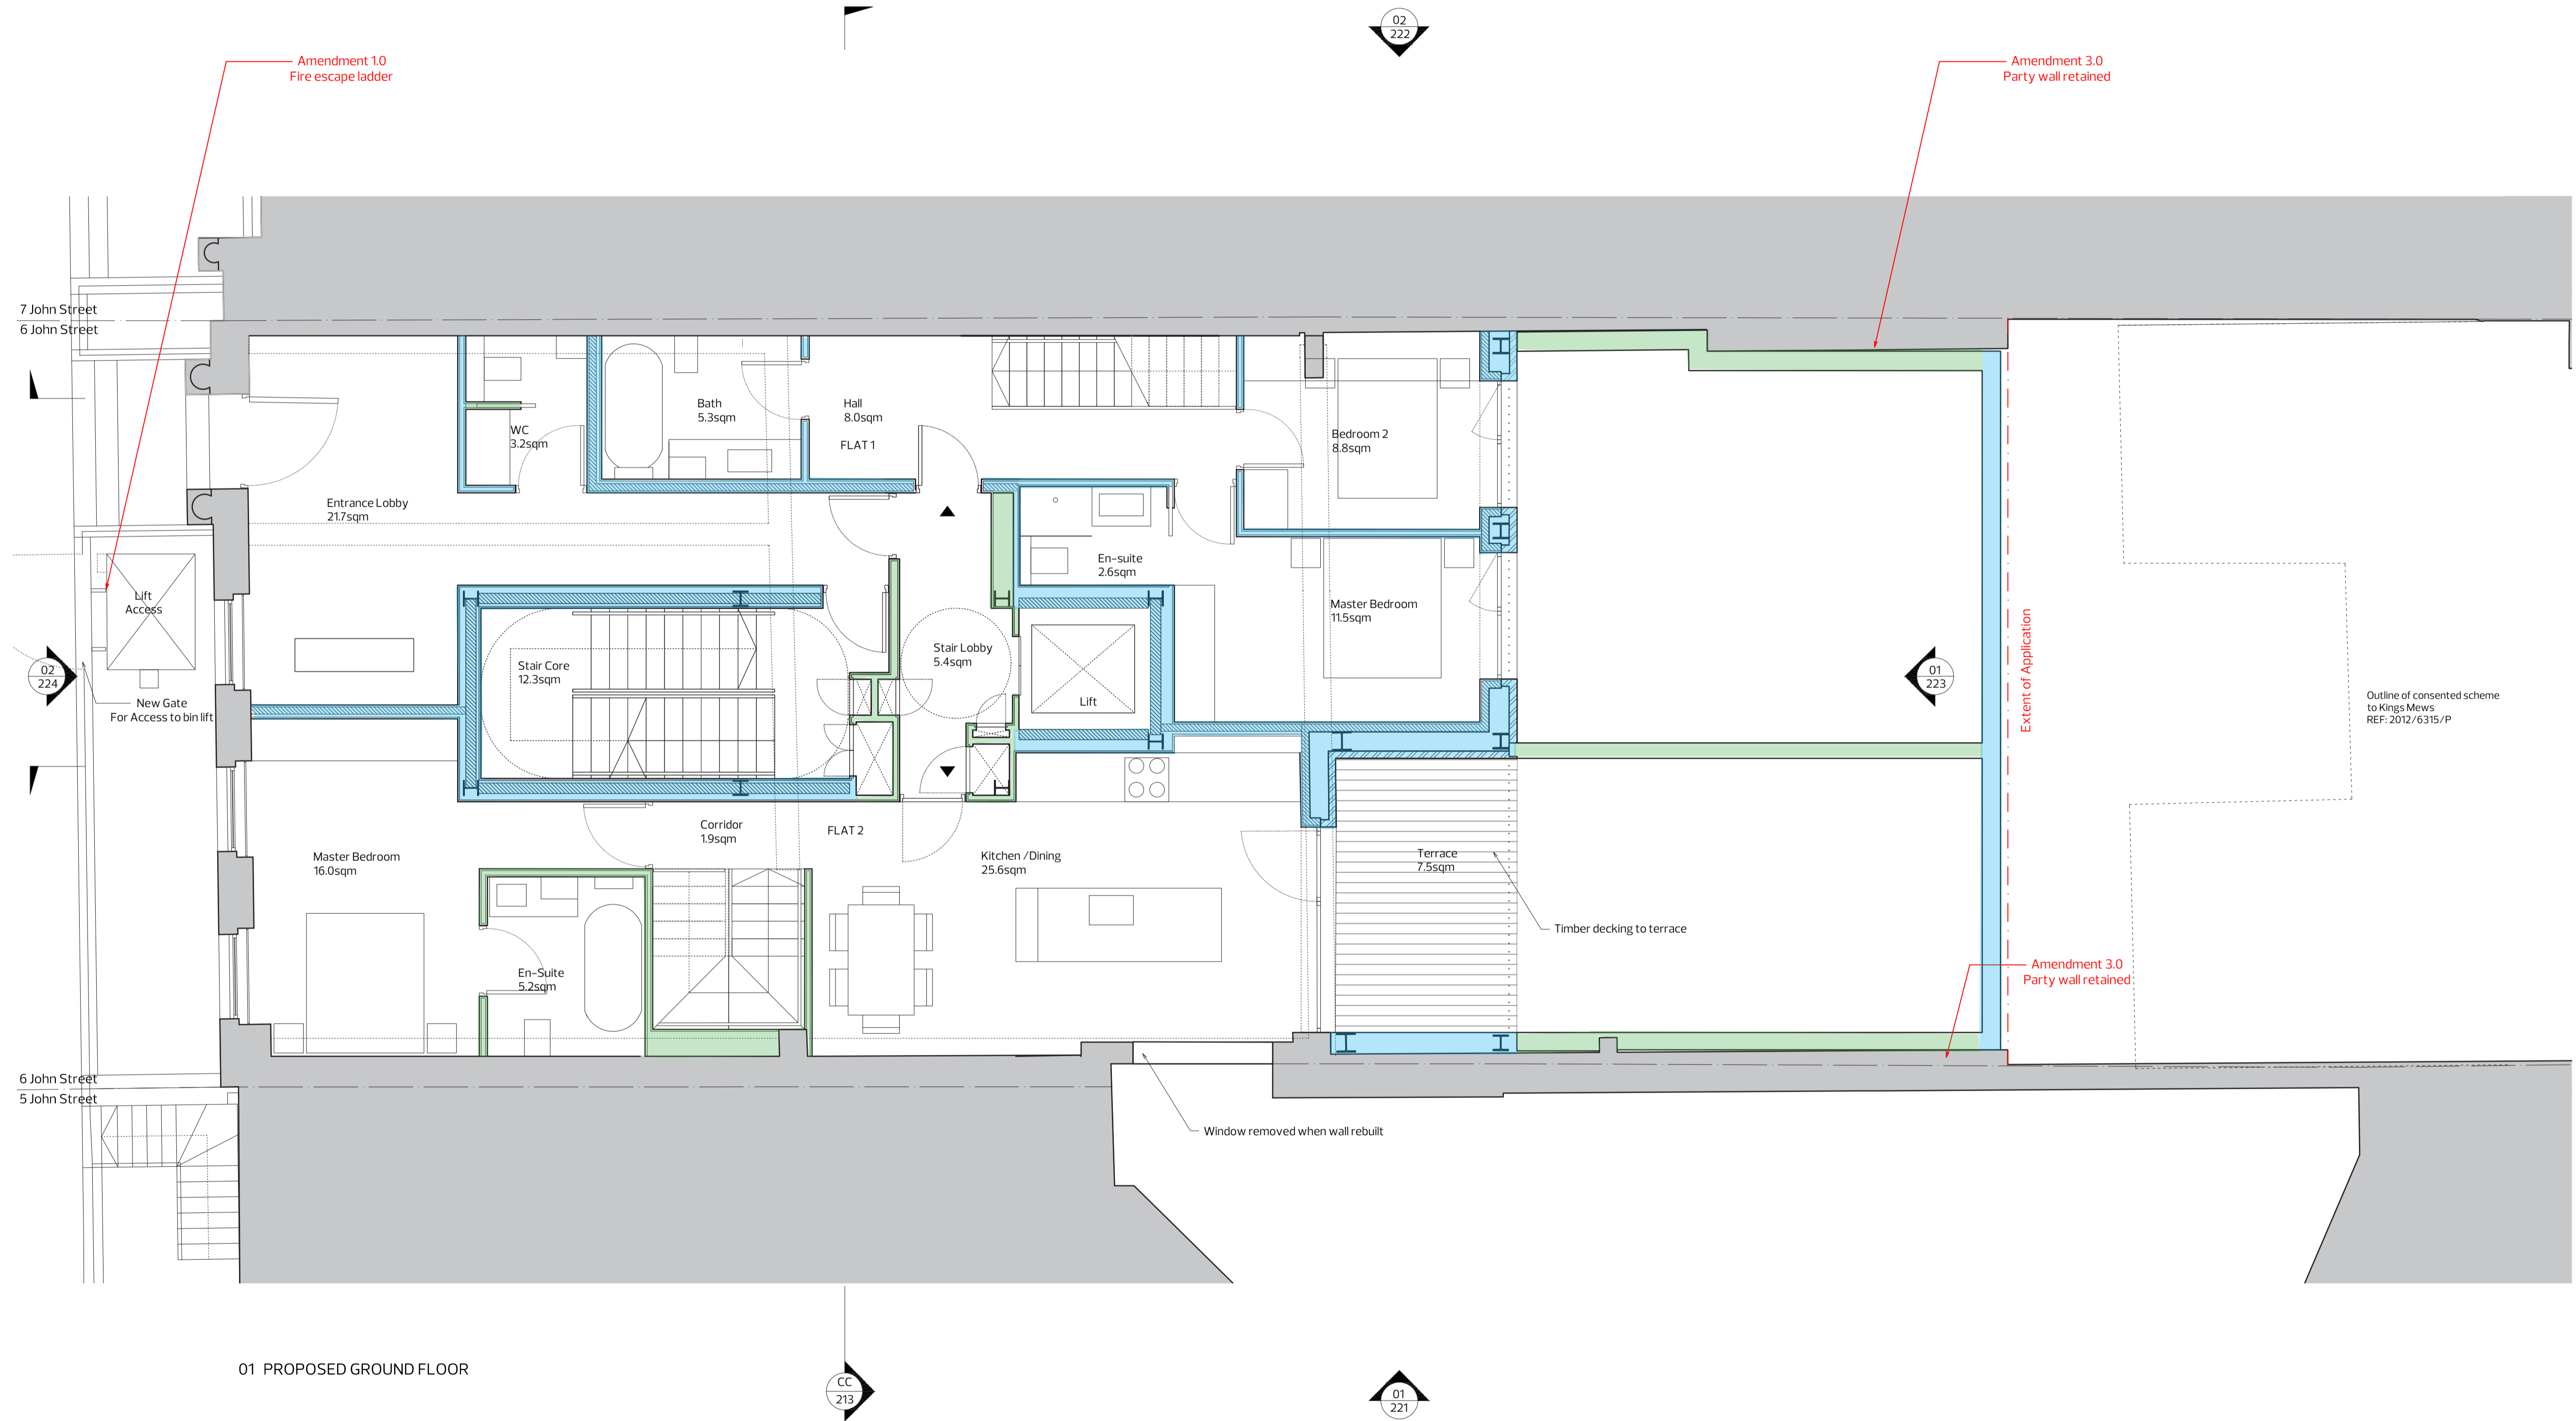 02
222
Amendment 1.0
Fire escape ladder
Amendment 3.0
Party wall retained
7 John Street
6 John Street
Bath
5.3sqm
Hall
8.0sqm
FLAT 1
WC
3.2sqm
Bedroom 2
8.8sqm
Entrance Lobby
21.7sqm
En-suite
2.6sqm
Lift
Access
Master Bedroom
11.5sqm
Stair Lobby
5.4sqm
Stair Core
12.3sqm
Lift
02
224
New Gate
For Access to bin lift
01
223
Extent of Application
Outline of consented scheme
to Kings Mews
REF: 2012/6315/P
Corridor
1.9sqm
FLAT 2
Master Bedroom
16.0sqm
Kitchen /Dining
25.6sqm
Terrace
7.5sqm
Timber decking to terrace
En-Suite
5.2sqm
Amendment 3.0
Party wall retained
6 John Street
5 John Street
Window removed when wall rebuilt
01 PROPOSED GROUND FLOOR
CC
213
01
221